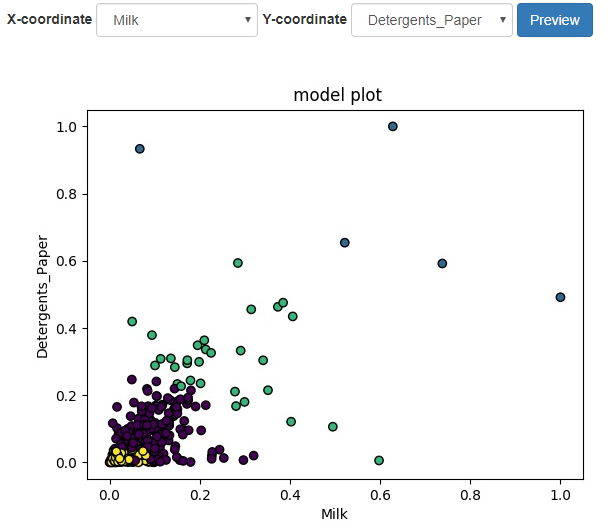 X-coordinate Milk Y-coordinate Detergents_Paper Preview
model plot
Detergents_Paper
1.0
0.8
0.6
0.4
0.2
0.0
0.0 0.2 0.4 0.6 0.8 1.0
Milk